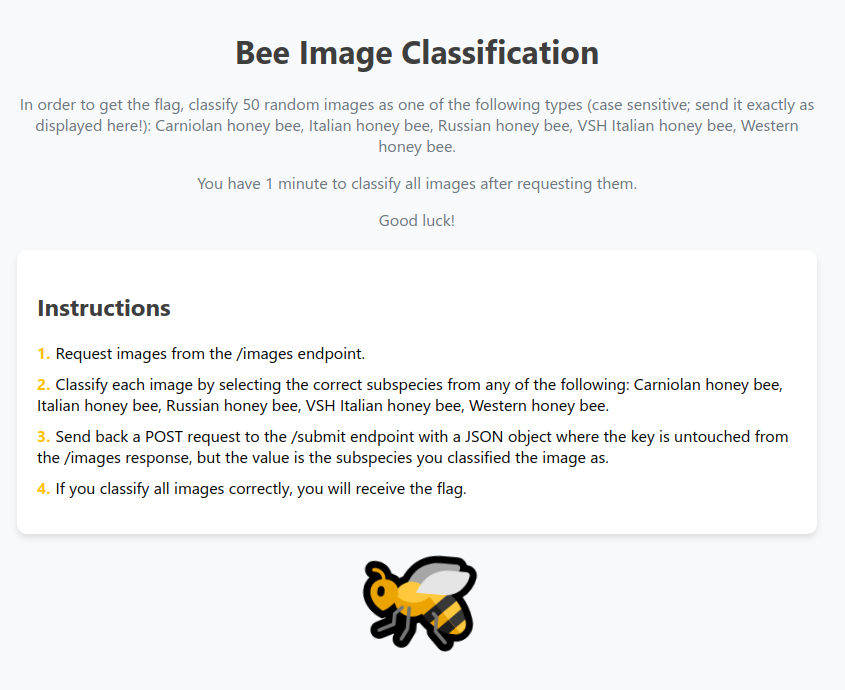 Bee Image Classification
In order to get the flag, classify 50 random images as one of the following types (case sensitive; send it exactly as
displayed here!): Carniolan honey bee, Italian honey bee, Russian honey bee, VSH Italian honey bee, Western
honey bee.
You have 1 minute to classify all images after requesting them.
Good luck!
Instructions
1. Request images from the /images endpoint.
2. Classify each image by selecting the correct subspecies from any of the following: Carniolan honey bee,
Italian honey bee, Russian honey bee, VSH Italian honey bee, Western honey bee.
3. Send back a POST request to the /submit endpoint with a JSON object where the key is untouched from
the /images response, but the value is the subspecies you classified the image as.
4. If you classify all images correctly, you will receive the flag.